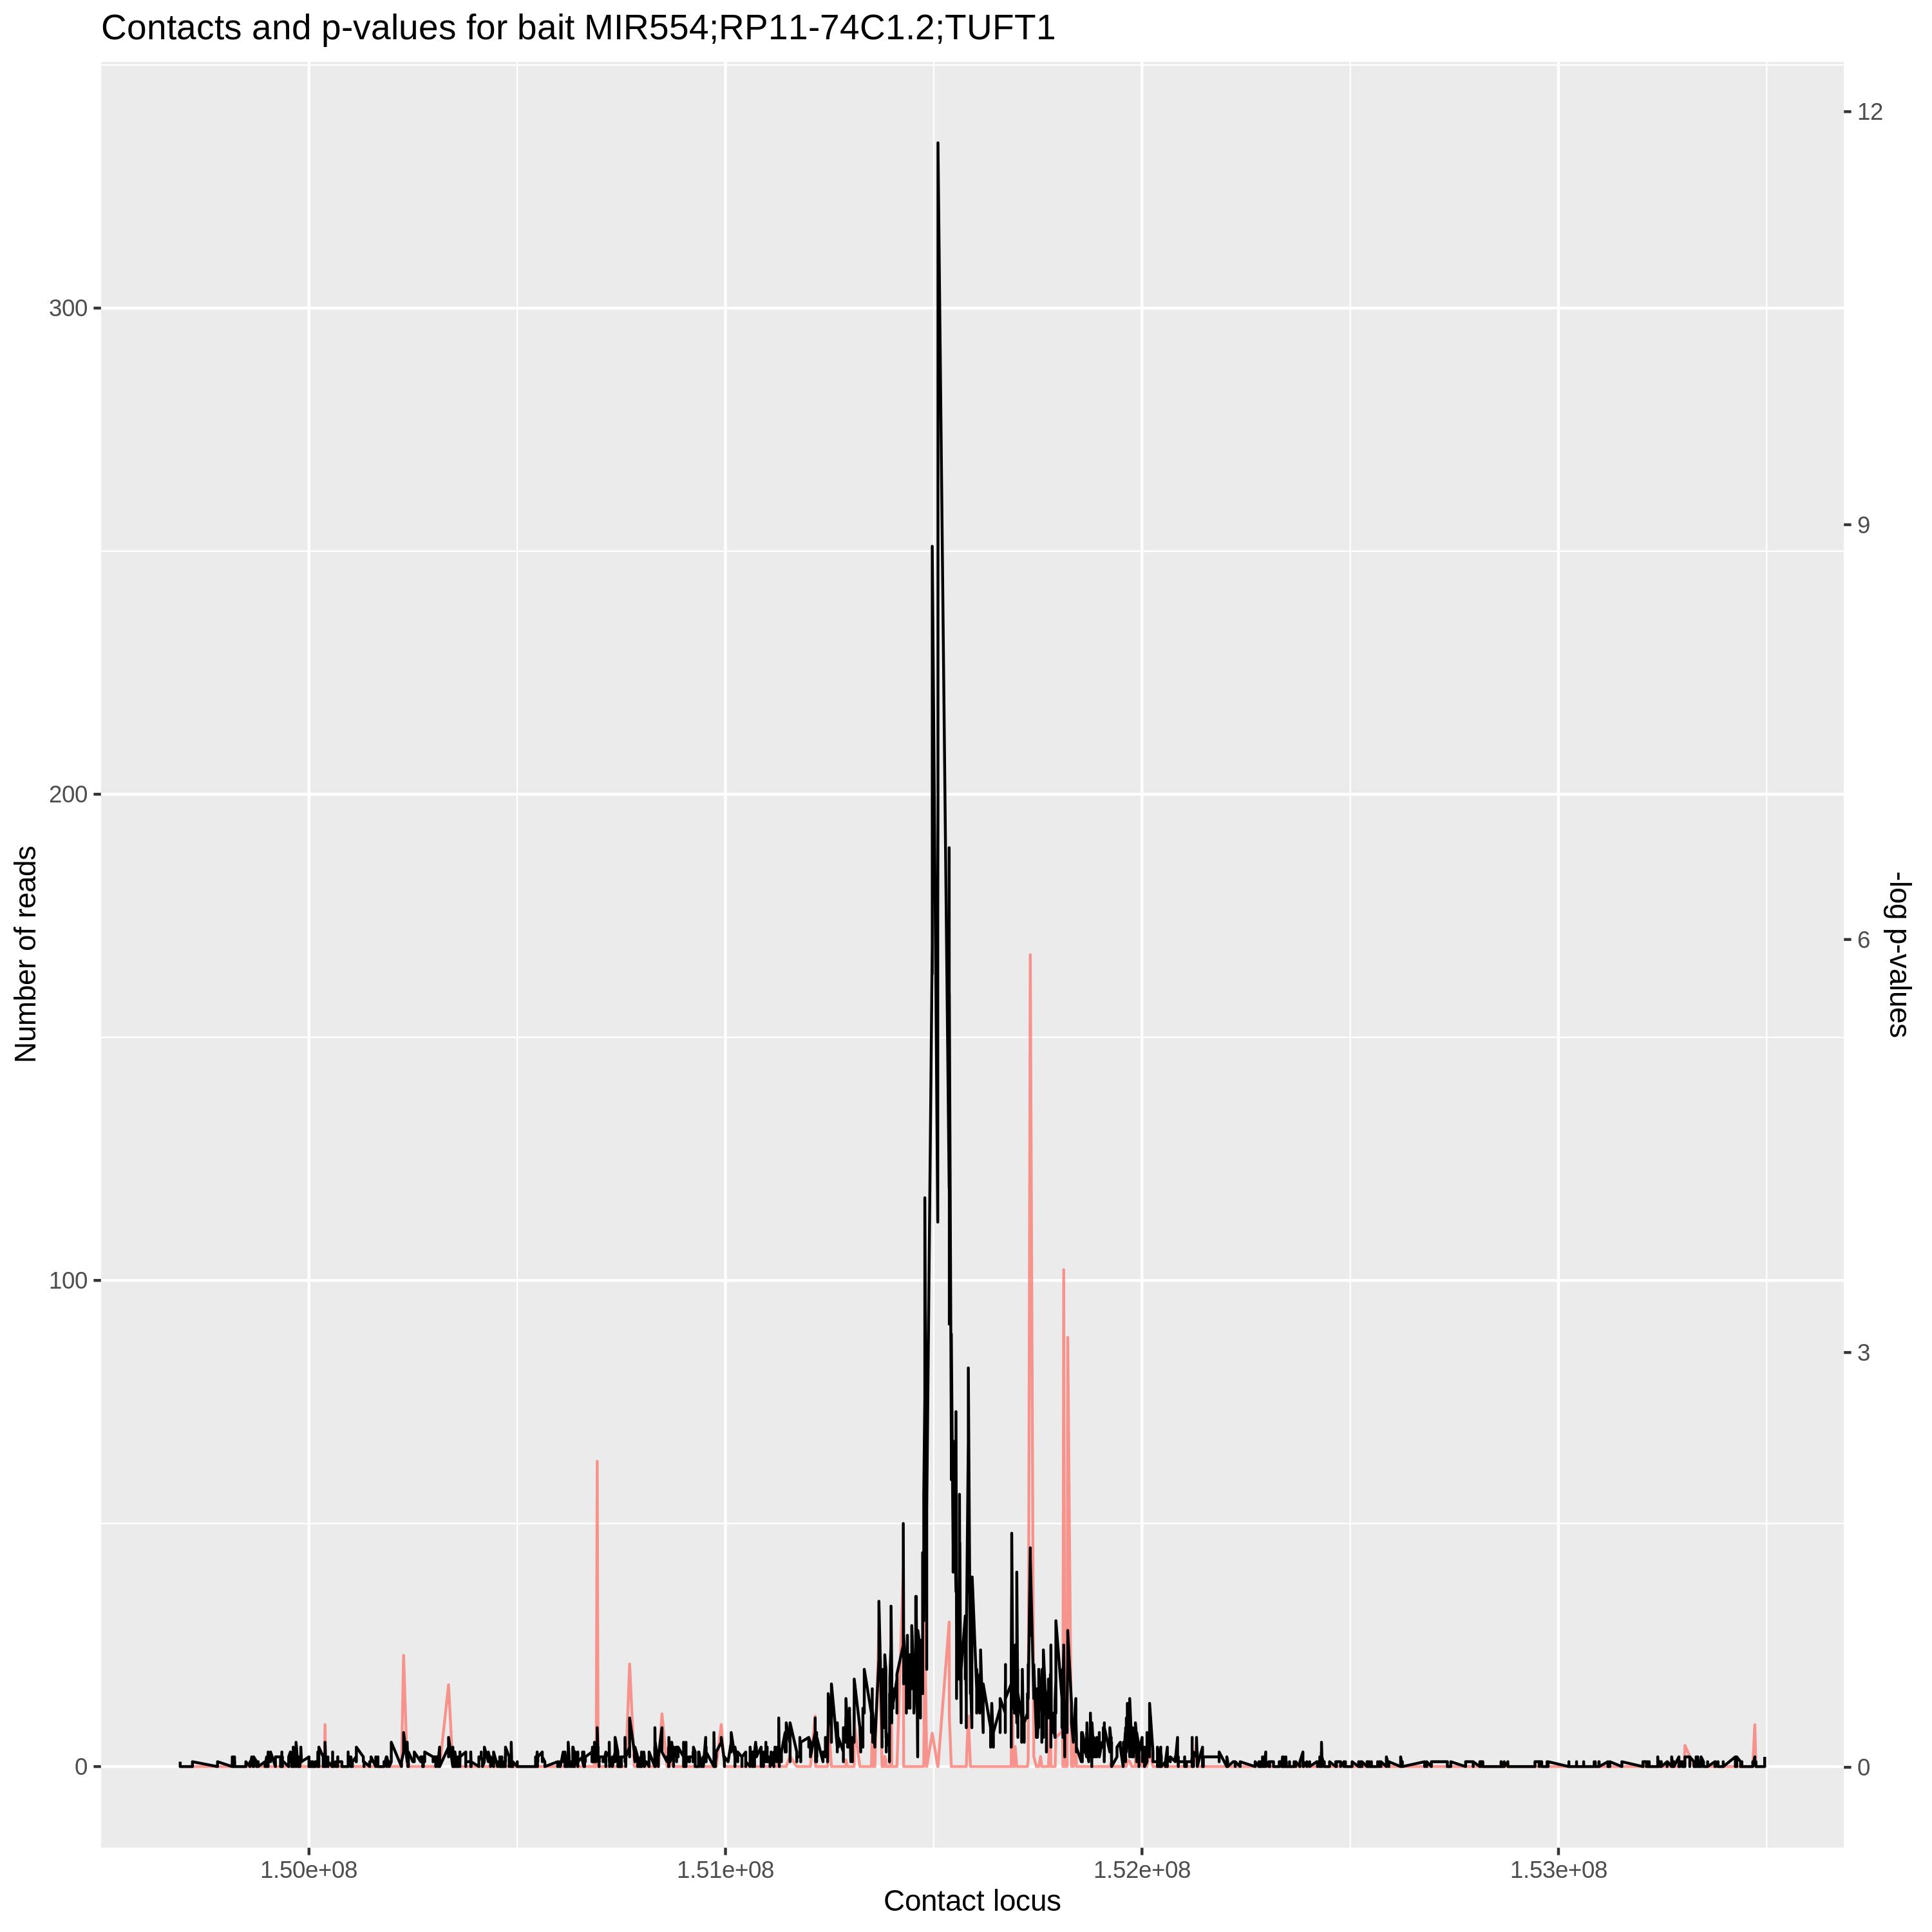 Contacts and p-values for bait MIR554;RP11-74C1.2;TUFT1
Number of reads
300
200
100
0
12
9
6
3
0
-log p-values
1.50e+08
1.51e+08
1.52e+08
1.53e+08
Contact locus